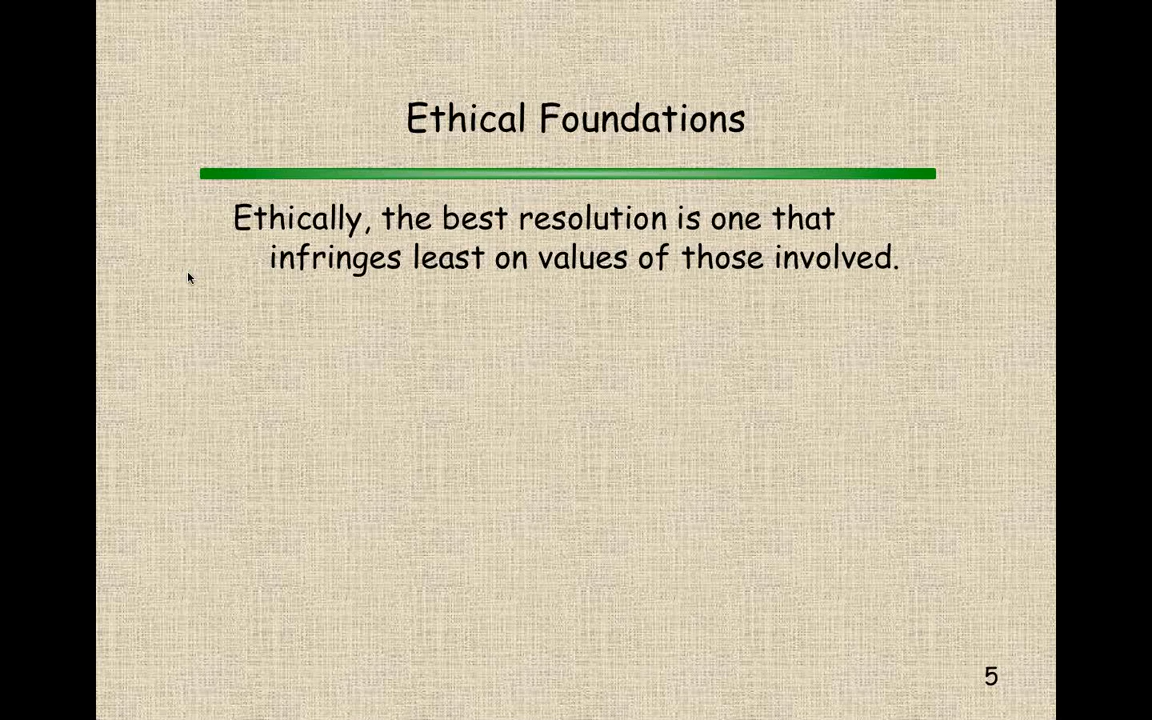 Ethical Foundations
Ethically, the best resolution is one that
infringes least on values of those involved.
5